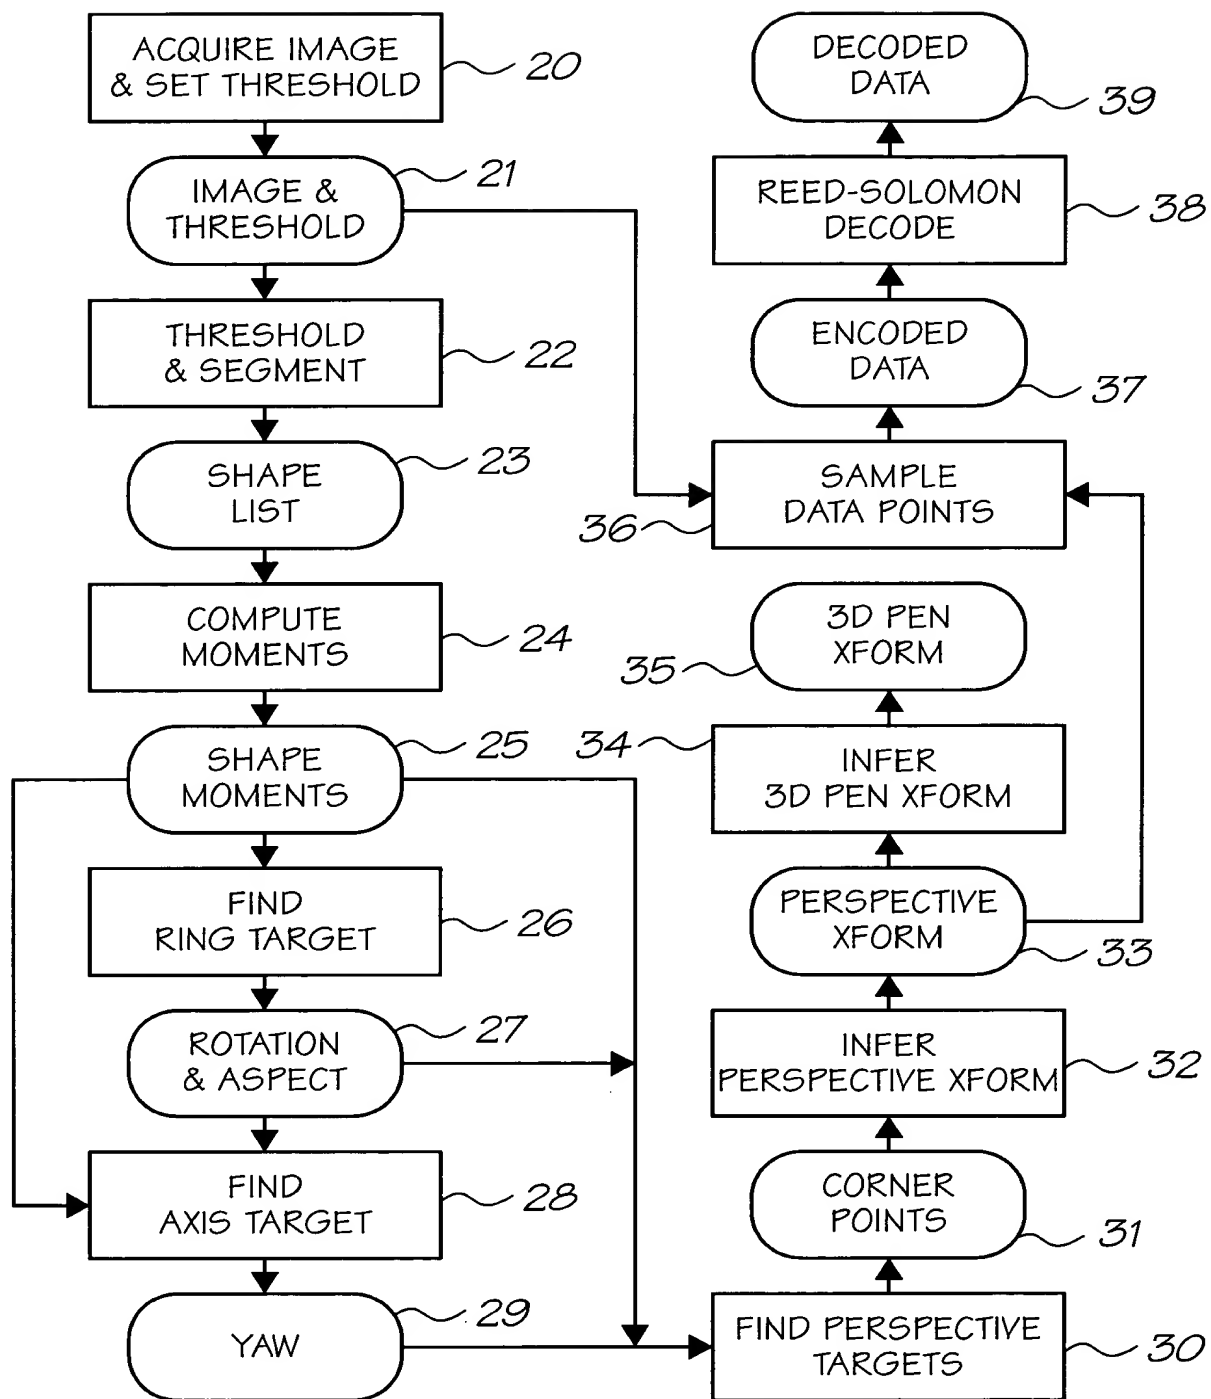 ACQUIRE IMAGE
& SET THRESHOLD
20
IMAGE &
THRESHOLD
21
THRESHOLD
& SEGMENT
22
SHAPE
LIST
23
COMPUTE
MOMENTS
24
SHAPE
MOMENTS
25
FIND
RING TARGET
26
ROTATION
& ASPECT
27
FIND
AXIS TARGET
28
YAW
29
DECODED
DATA
39
REED-SOLOMON
DECODE
38
ENCODED
DATA
37
SAMPLE
DATA POINTS
36
3D PEN
XFORM
35
34
INFER
3D PEN XFORM
PERSPECTIVE
XFORM
33
INFER
PERSPECTIVE XFORM
32
CORNER
POINTS
31
FIND PERSPECTIVE
TARGETS
30